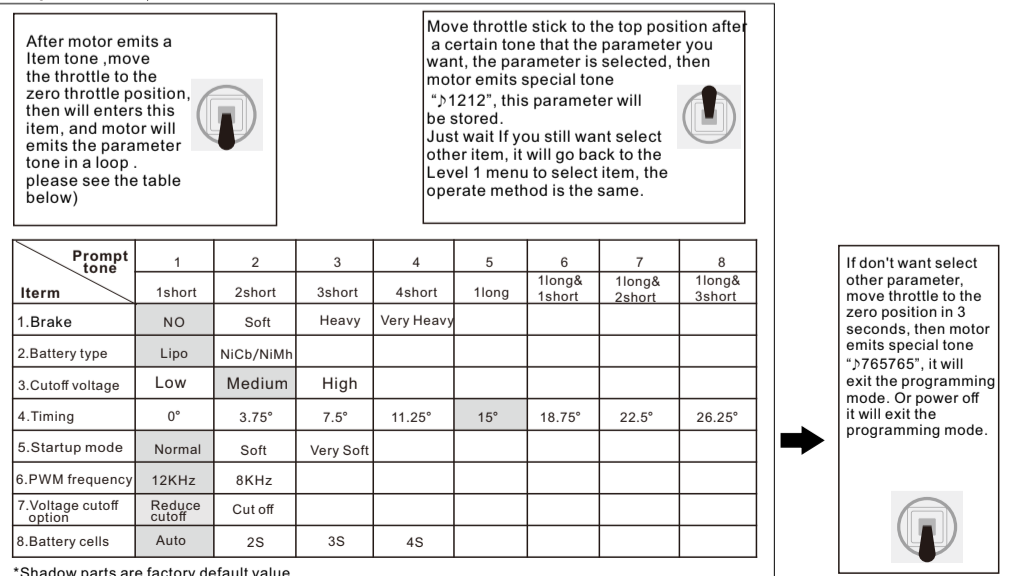 After motor emits a
Item tone ,move
the throttle to the
zero throttle position,
then will enters this
item, and motor will
emits the parameter
tone in a loop .
please see the table
below)
Move throttle stick to the top position after
a certain tone that the parameter you
want, the parameter is selected, then
motor emits special tone
“♪1212”, this parameter will
be stored.
Just wait If you still want select
other item, it will go back to the
Level 1 menu to select item, the
operate method is the same.
Prompt tone 1 2 3 4 5 6 7 8
Iterm 1short 2short 3short 4short 1long 1long& 1short 1long& 2short 1long& 3short
1.Brake NO Soft Heavy Very Heavy
2.Battery type Lipo NiCb/NiMh
3.Cutoff voltage Low Medium High
4.Timing 0° 3.75° 7.5° 11.25° 15° 18.75° 22.5° 26.25°
5.Startup mode Normal Soft Very Soft
6.PWM frequency 12KHz 8KHz
7.Voltage cutoff option Reduce cutoff Cut off
8.Battery cells Auto 2S 3S 4S
*Shadow parts are factory default value
If don't want select
other parameter,
move throttle to the
zero position in 3
seconds, then motor
emits special tone
“♪765765”, it will
exit the programming
mode. Or power off
it will exit the
programming mode.